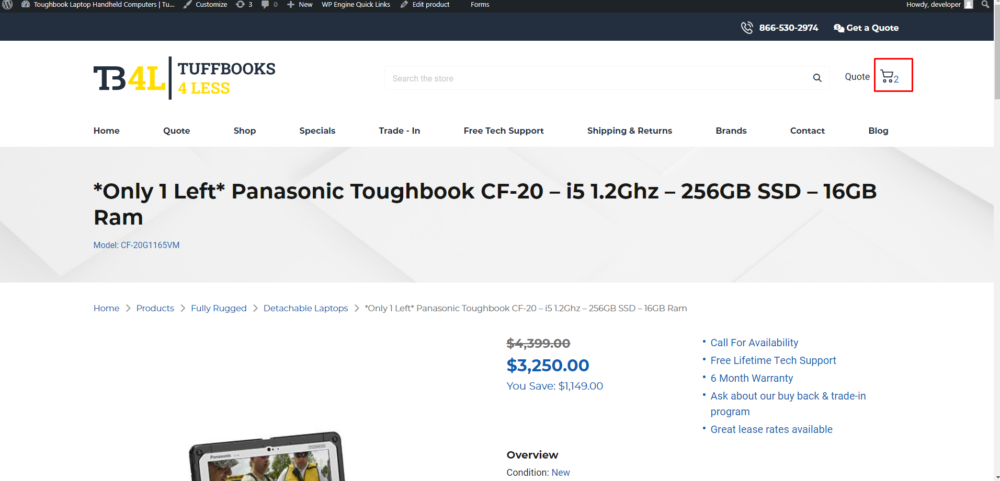 Toughbook Laptop Handheld Computers | Tu... Customize 3 0 New WP Engine Quick Links Edit product Forms Howdy, developer
866-530-2974 Get a Quote
TB4L TUFFBOOKS
4 LESS
Search the store
Quote 2
Home Quote Shop Specials Trade - In Free Tech Support Shipping & Returns Brands Contact Blog
*Only 1 Left* Panasonic Toughbook CF-20 – i5 1.2Ghz – 256GB SSD – 16GB
Ram
Model: CF-20G1165VM
Home > Products > Fully Rugged > Detachable Laptops > *Only 1 Left* Panasonic Toughbook CF-20 – i5 1.2Ghz – 256GB SSD – 16GB Ram
$4,399.00
$3,250.00
You Save: $1,149.00
• Call For Availability
• Free Lifetime Tech Support
• 6 Month Warranty
• Ask about our buy back & trade-in
program
• Great lease rates available
Overview
Condition: New
Panasonic